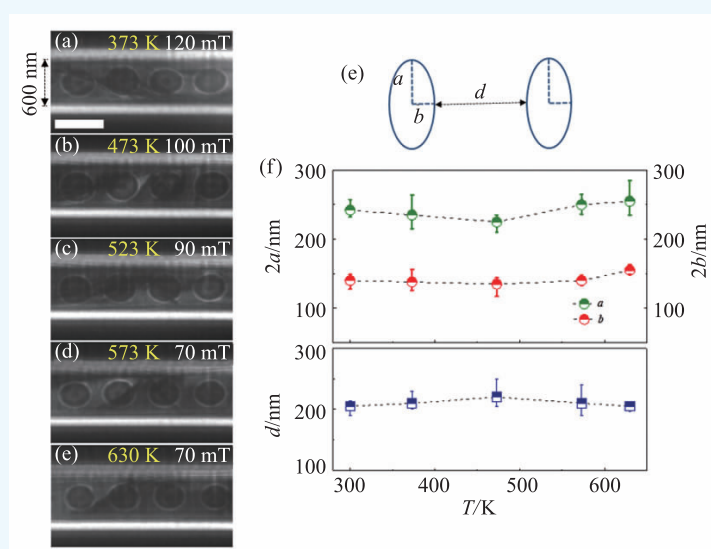 (a) 373 K 120 mT
600 nm
(b) 473 K 100 mT
(c) 523 K 90 mT
(d) 573 K 70 mT
(e) 630 K 70 mT
(e)
a
b
d
(f)
300
200
100
2a/nm
300
200
100
2b/nm
a
b
300
200
100
d/nm
300 400 500 600
T/K